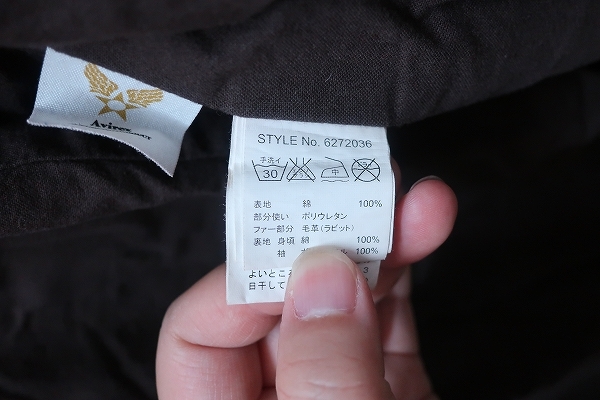 Avirex
STYLE No. 6272036
手洗イ
30
中
表地 綿 100%
部分使い ポリウレタン
ファー部分 毛革(ラビット)
裏地 身頃 綿 100%
袖 100%
よいところ
日干して
3